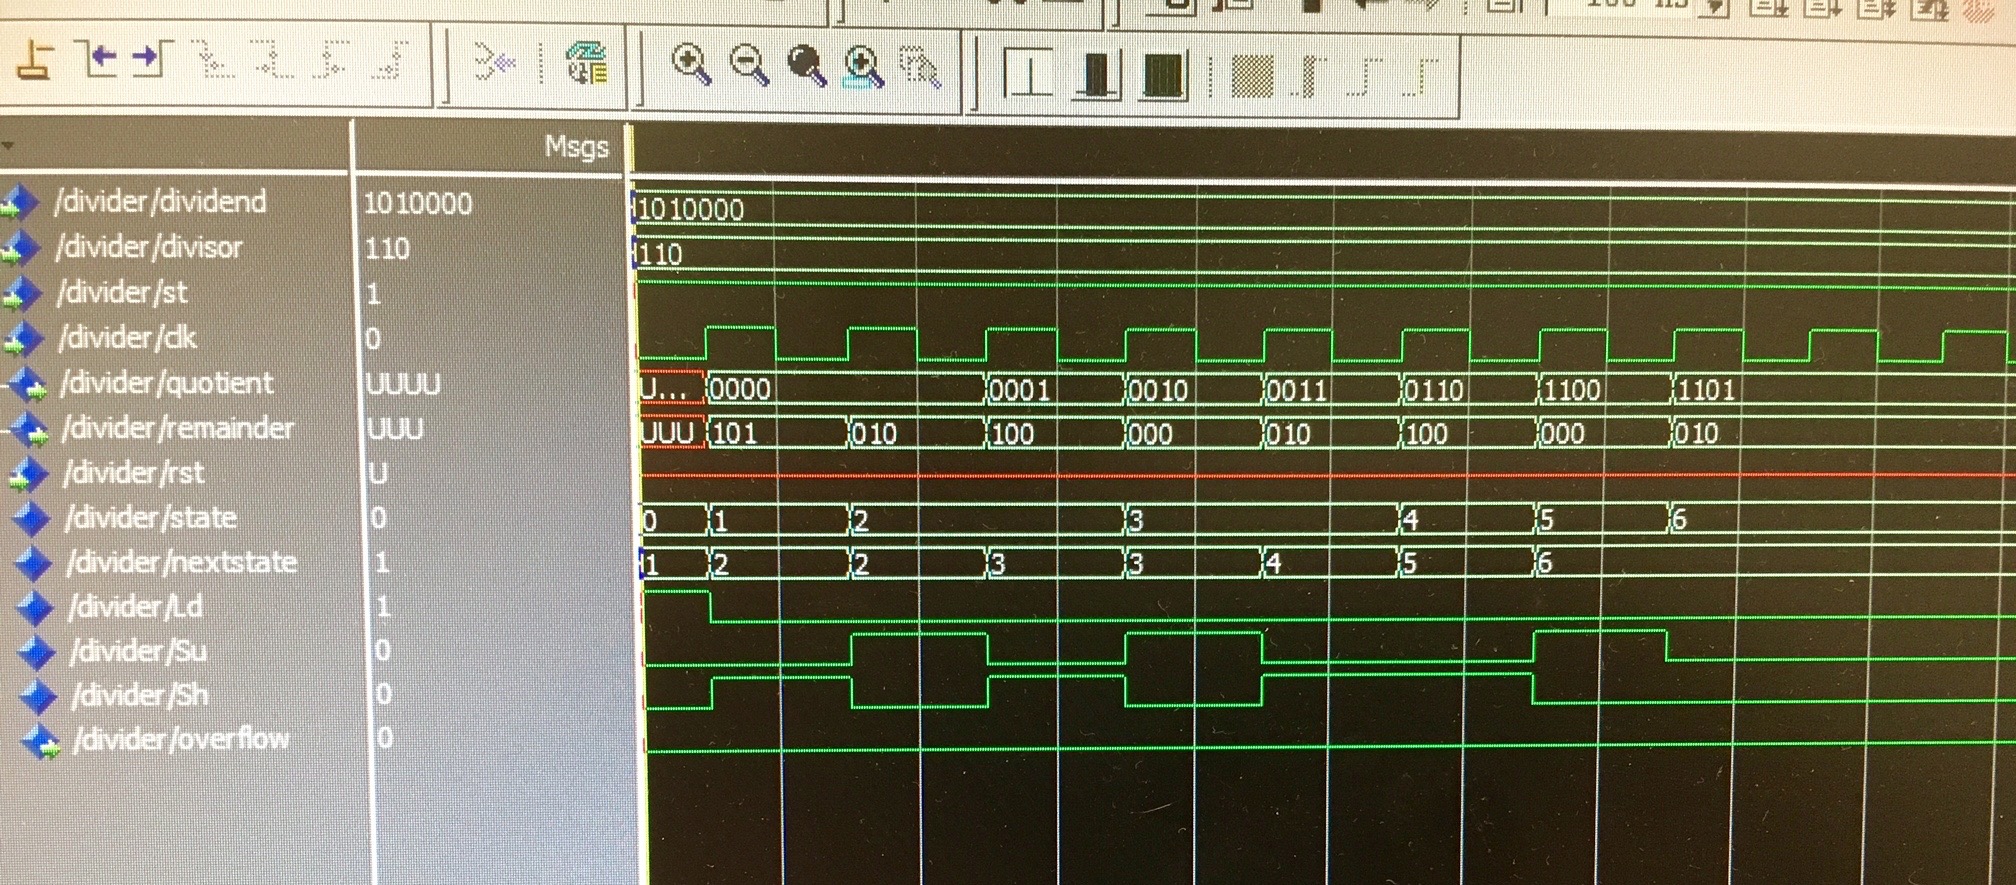 100 ns
Msgs
/divider/dividend 1010000 1010000
/divider/divisor 110 110
/divider/st 1
/divider/clk 0
/divider/quotient UUUU U... 0000 0001 0010 0011 0110 1100 1101
/divider/remainder UUU UUU 101 010 100 000 010 100 000 010
/divider/rst U
/divider/state 0 0 1 2 3 4 5 6
/divider/nextstate 1 1 2 2 3 3 4 5 6
/divider/Ld 1
/divider/Su 0
/divider/Sh 0
/divider/overflow 0